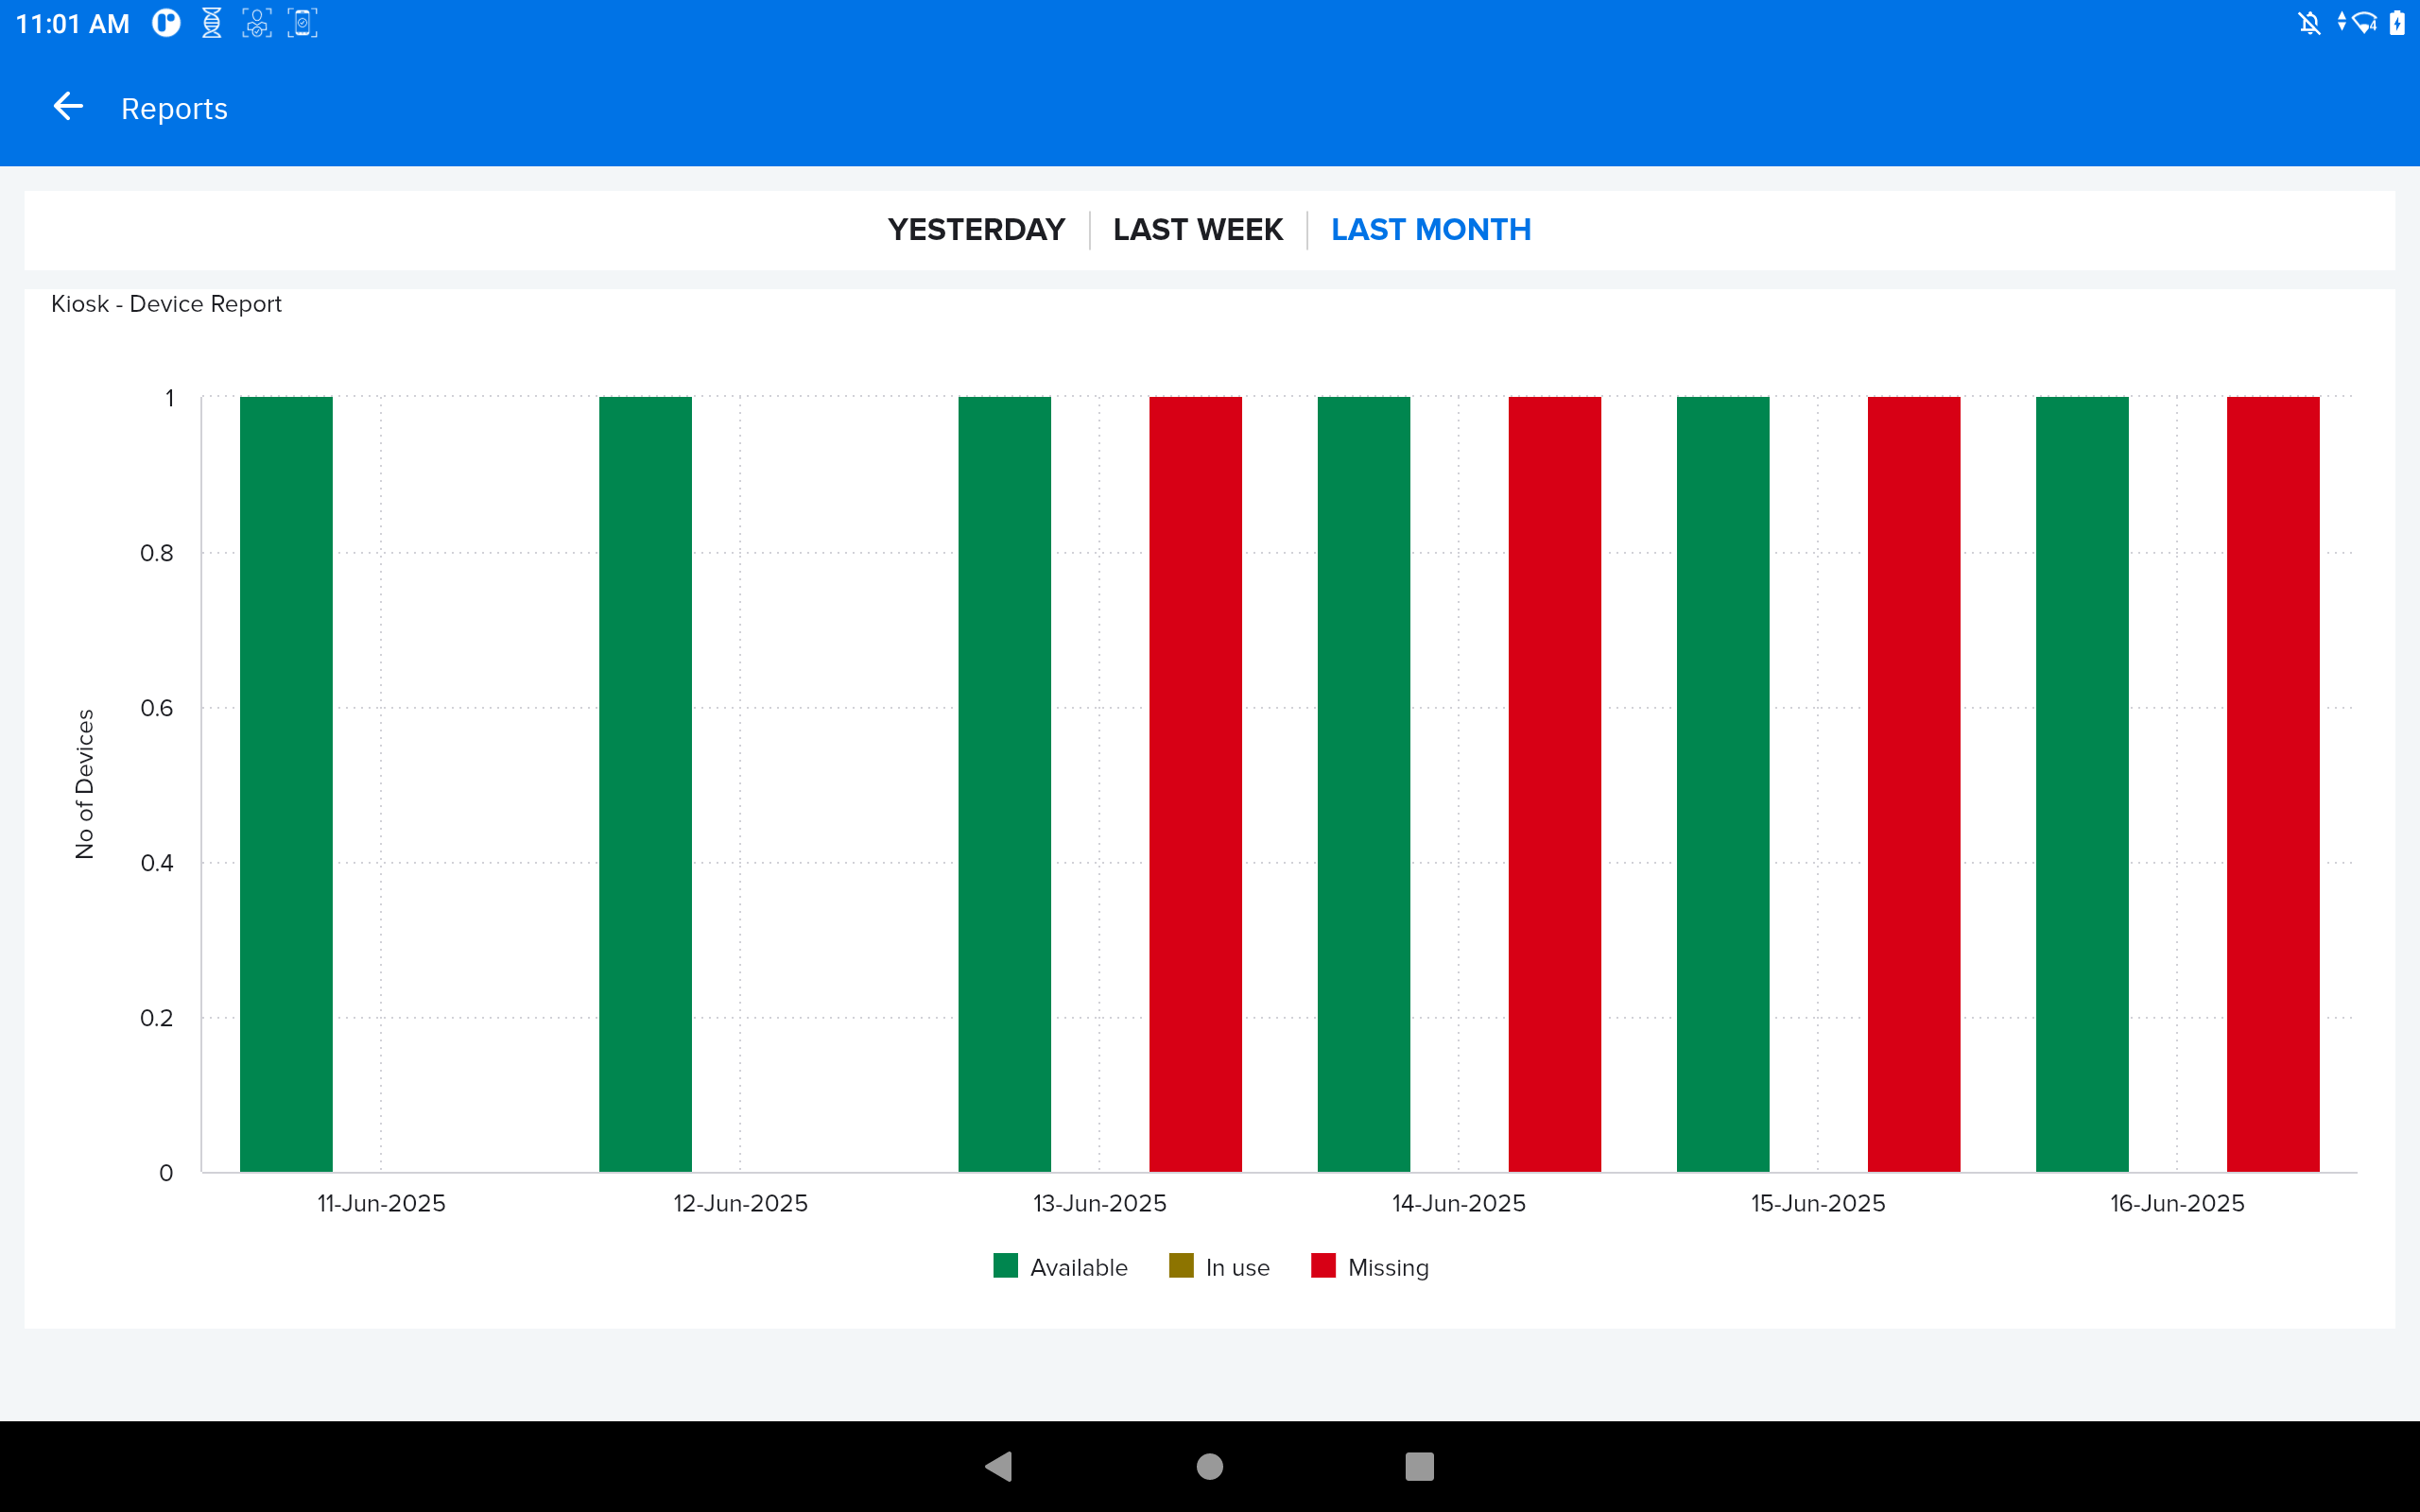 11:01 AM
4
Reports
YESTERDAY LAST WEEK LAST MONTH
Kiosk - Device Report
No of Devices
1
0.8
0.6
0.4
0.2
0
11-Jun-2025 12-Jun-2025 13-Jun-2025 14-Jun-2025 15-Jun-2025 16-Jun-2025
Available In use Missing